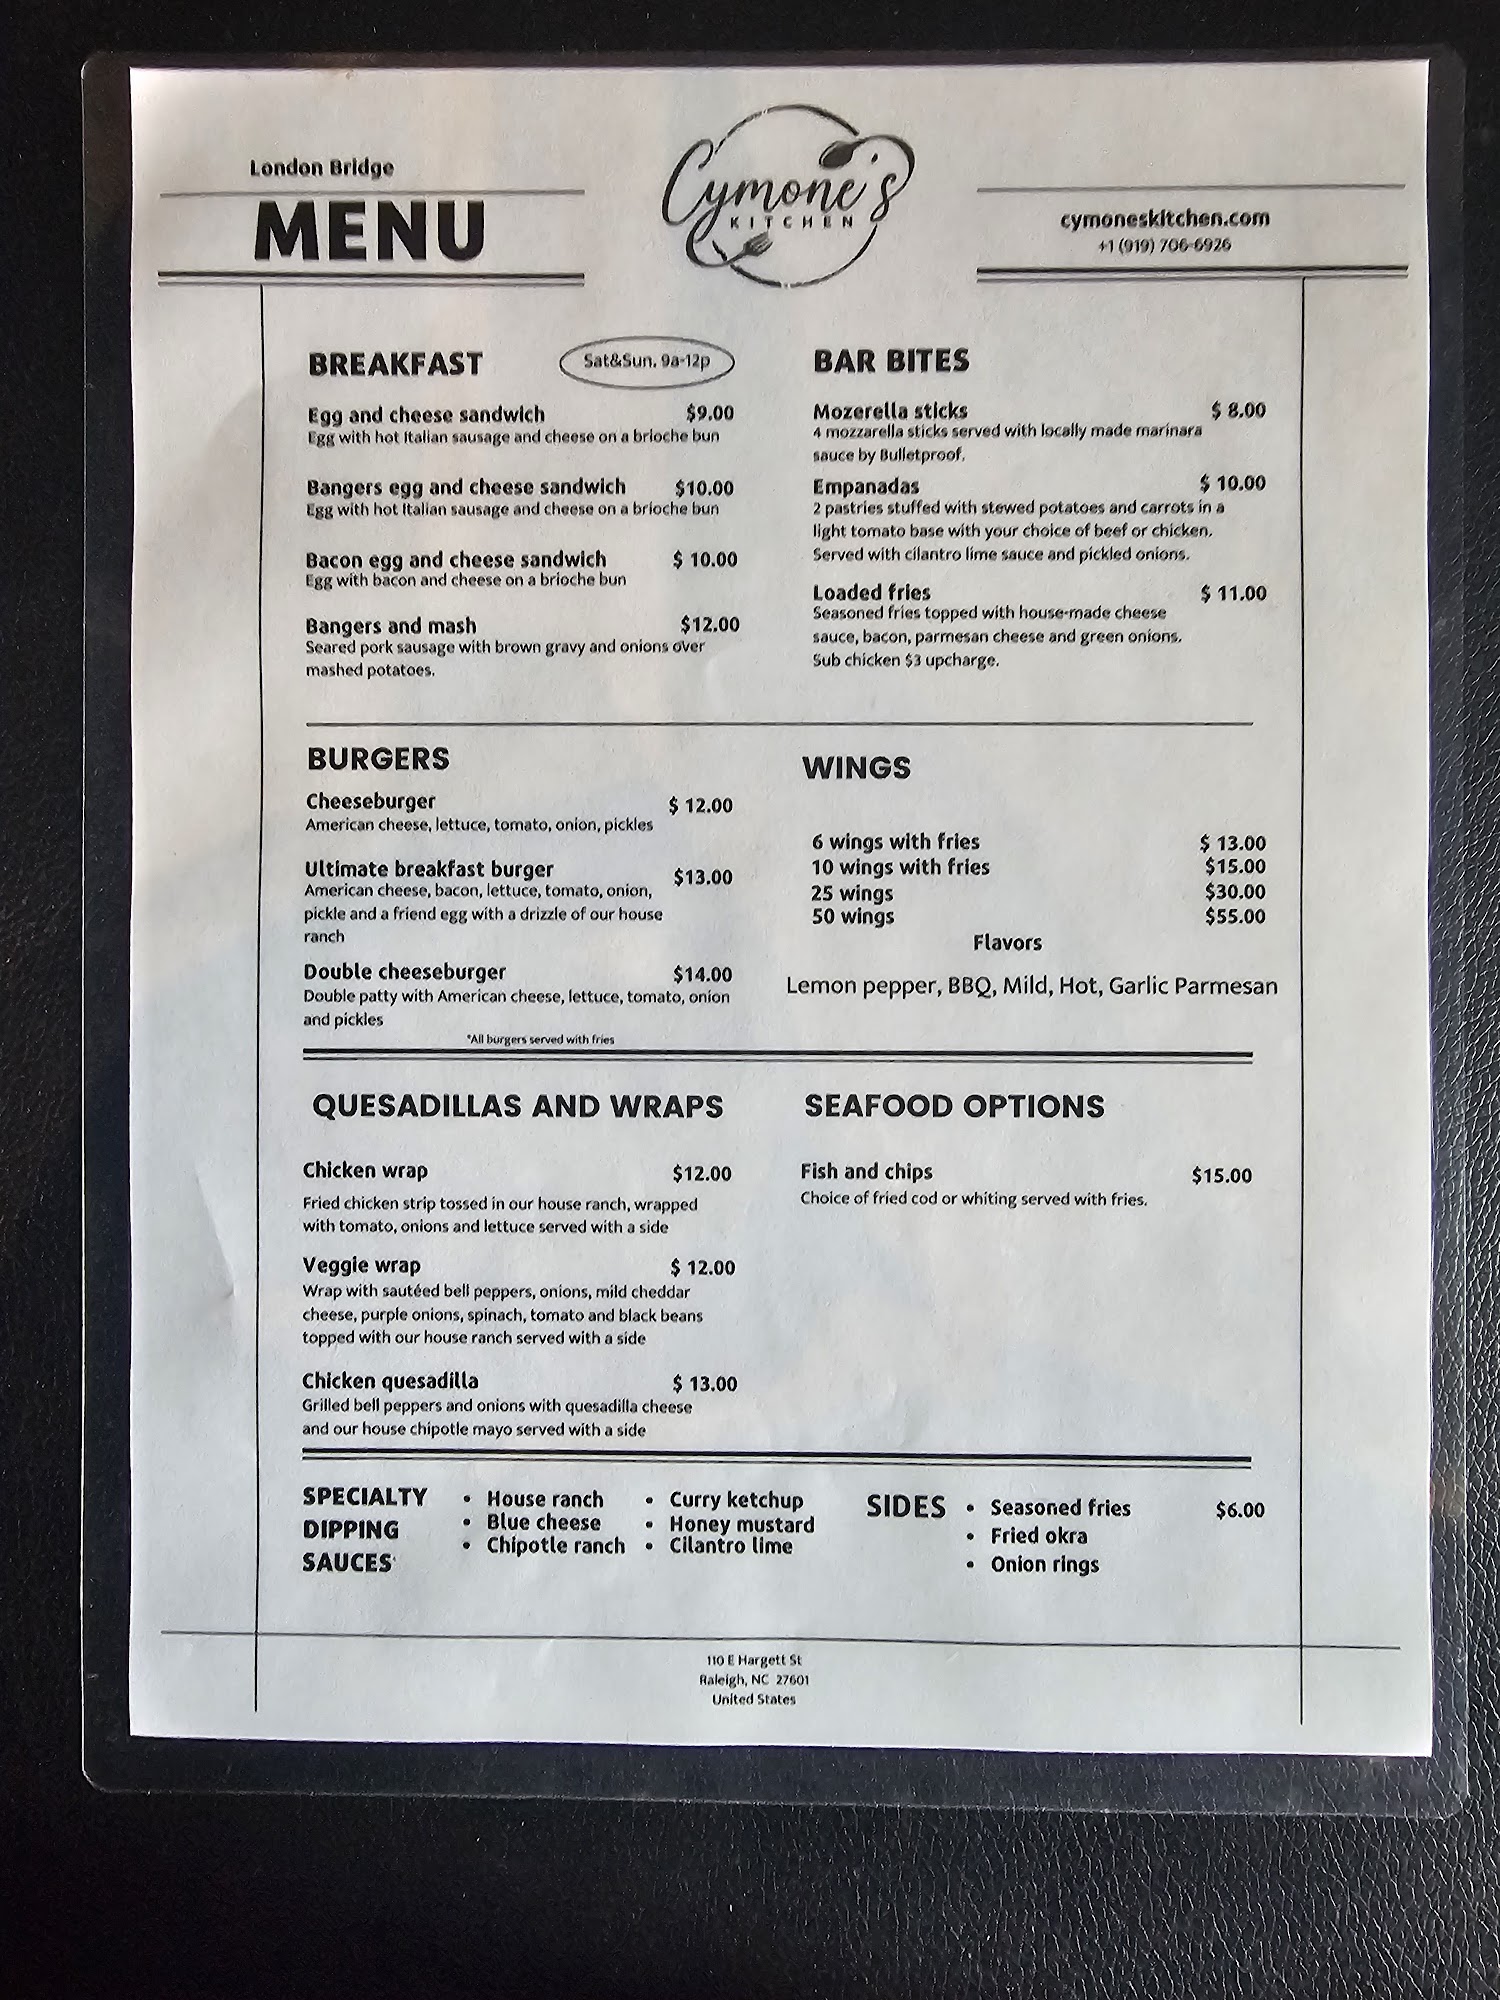 London Bridge
MENU
Cymone's
KITCHEN
cymoneskitchen.com
+1 (919) 706-6926
BREAKFAST
Sat&Sun. 9a-12p
Egg and cheese sandwich $9.00
Egg with hot Italian sausage and cheese on a brioche bun
Bangers egg and cheese sandwich $10.00
Egg with hot Italian sausage and cheese on a brioche bun
Bacon egg and cheese sandwich $ 10.00
Egg with bacon and cheese on a brioche bun
Bangers and mash $12.00
Seared pork sausage with brown gravy and onions over
mashed potatoes.
BAR BITES
Mozerella sticks $ 8.00
4 mozzarella sticks served with locally made marinara
sauce by Bulletproof.
Empanadas $ 10.00
2 pastries stuffed with stewed potatoes and carrots in a
light tomato base with your choice of beef or chicken.
Served with cilantro lime sauce and pickled onions.
Loaded fries $ 11.00
Seasoned fries topped with house-made cheese
sauce, bacon, parmesan cheese and green onions.
Sub chicken $3 upcharge.
BURGERS
Cheeseburger $ 12.00
American cheese, lettuce, tomato, onion, pickles
Ultimate breakfast burger $13.00
American cheese, bacon, lettuce, tomato, onion,
pickle and a friend egg with a drizzle of our house
ranch
Double cheeseburger $14.00
Double patty with American cheese, lettuce, tomato, onion
and pickles
*All burgers served with fries
WINGS
6 wings with fries $ 13.00
10 wings with fries $15.00
25 wings $30.00
50 wings $55.00
Flavors
Lemon pepper, BBQ, Mild, Hot, Garlic Parmesan
QUESADILLAS AND WRAPS
Chicken wrap $12.00
Fried chicken strip tossed in our house ranch, wrapped
with tomato, onions and lettuce served with a side
Veggie wrap $ 12.00
Wrap with sautéed bell peppers, onions, mild cheddar
cheese, purple onions, spinach, tomato and black beans
topped with our house ranch served with a side
Chicken quesadilla $ 13.00
Grilled bell peppers and onions with quesadilla cheese
and our house chipotle mayo served with a side
SEAFOOD OPTIONS
Fish and chips $15.00
Choice of fried cod or whiting served with fries.
SPECIALTY
DIPPING
SAUCES
• House ranch
• Blue cheese
• Chipotle ranch
• Curry ketchup
• Honey mustard
• Cilantro lime
SIDES
• Seasoned fries $6.00
• Fried okra
• Onion rings
110 E Hargett St
Raleigh, NC 27601
United States